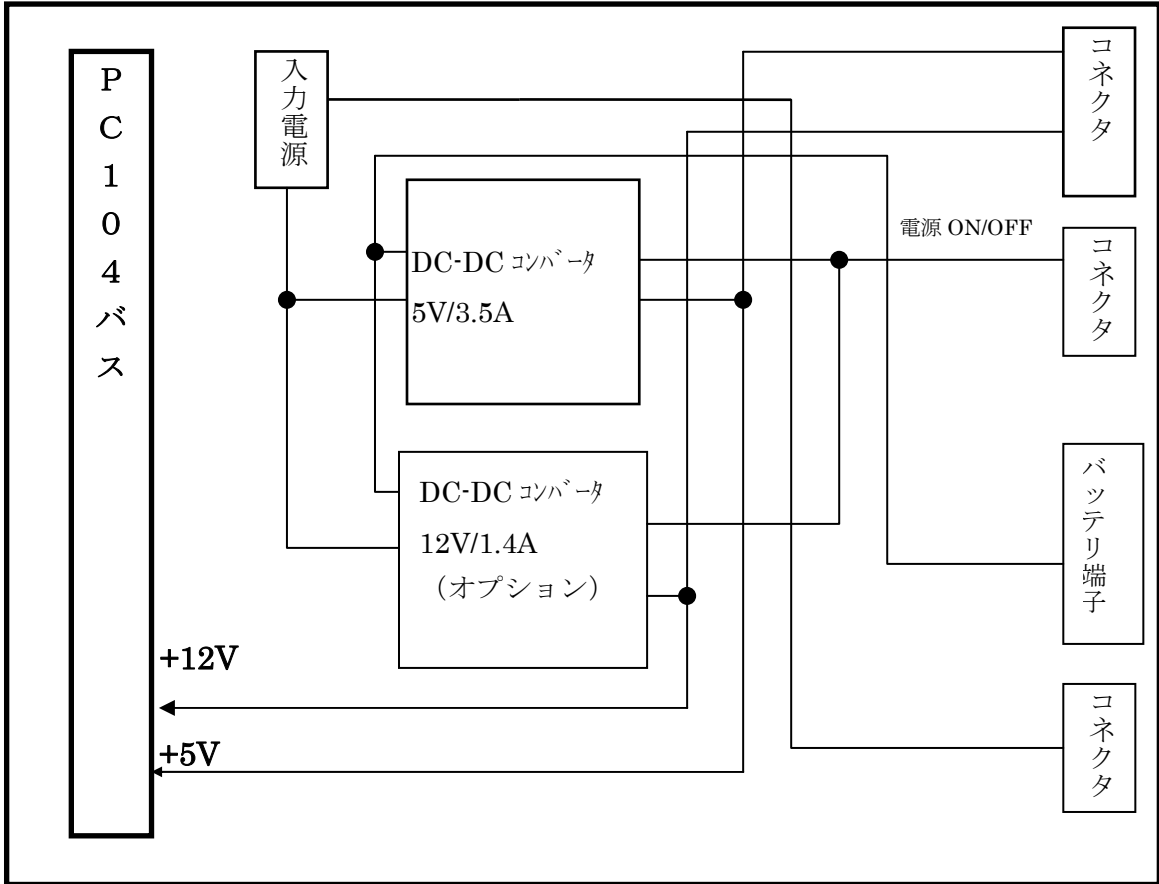 PC104バス
入力電源
コネクタ
DC-DC ｺﾝﾊﾞｰﾀ
5V/3.5A
電源 ON/OFF
コネクタ
DC-DC ｺﾝﾊﾞｰﾀ
12V/1.4A
（オプション）
バッテリ端子
+12V
+5V
コネクタ